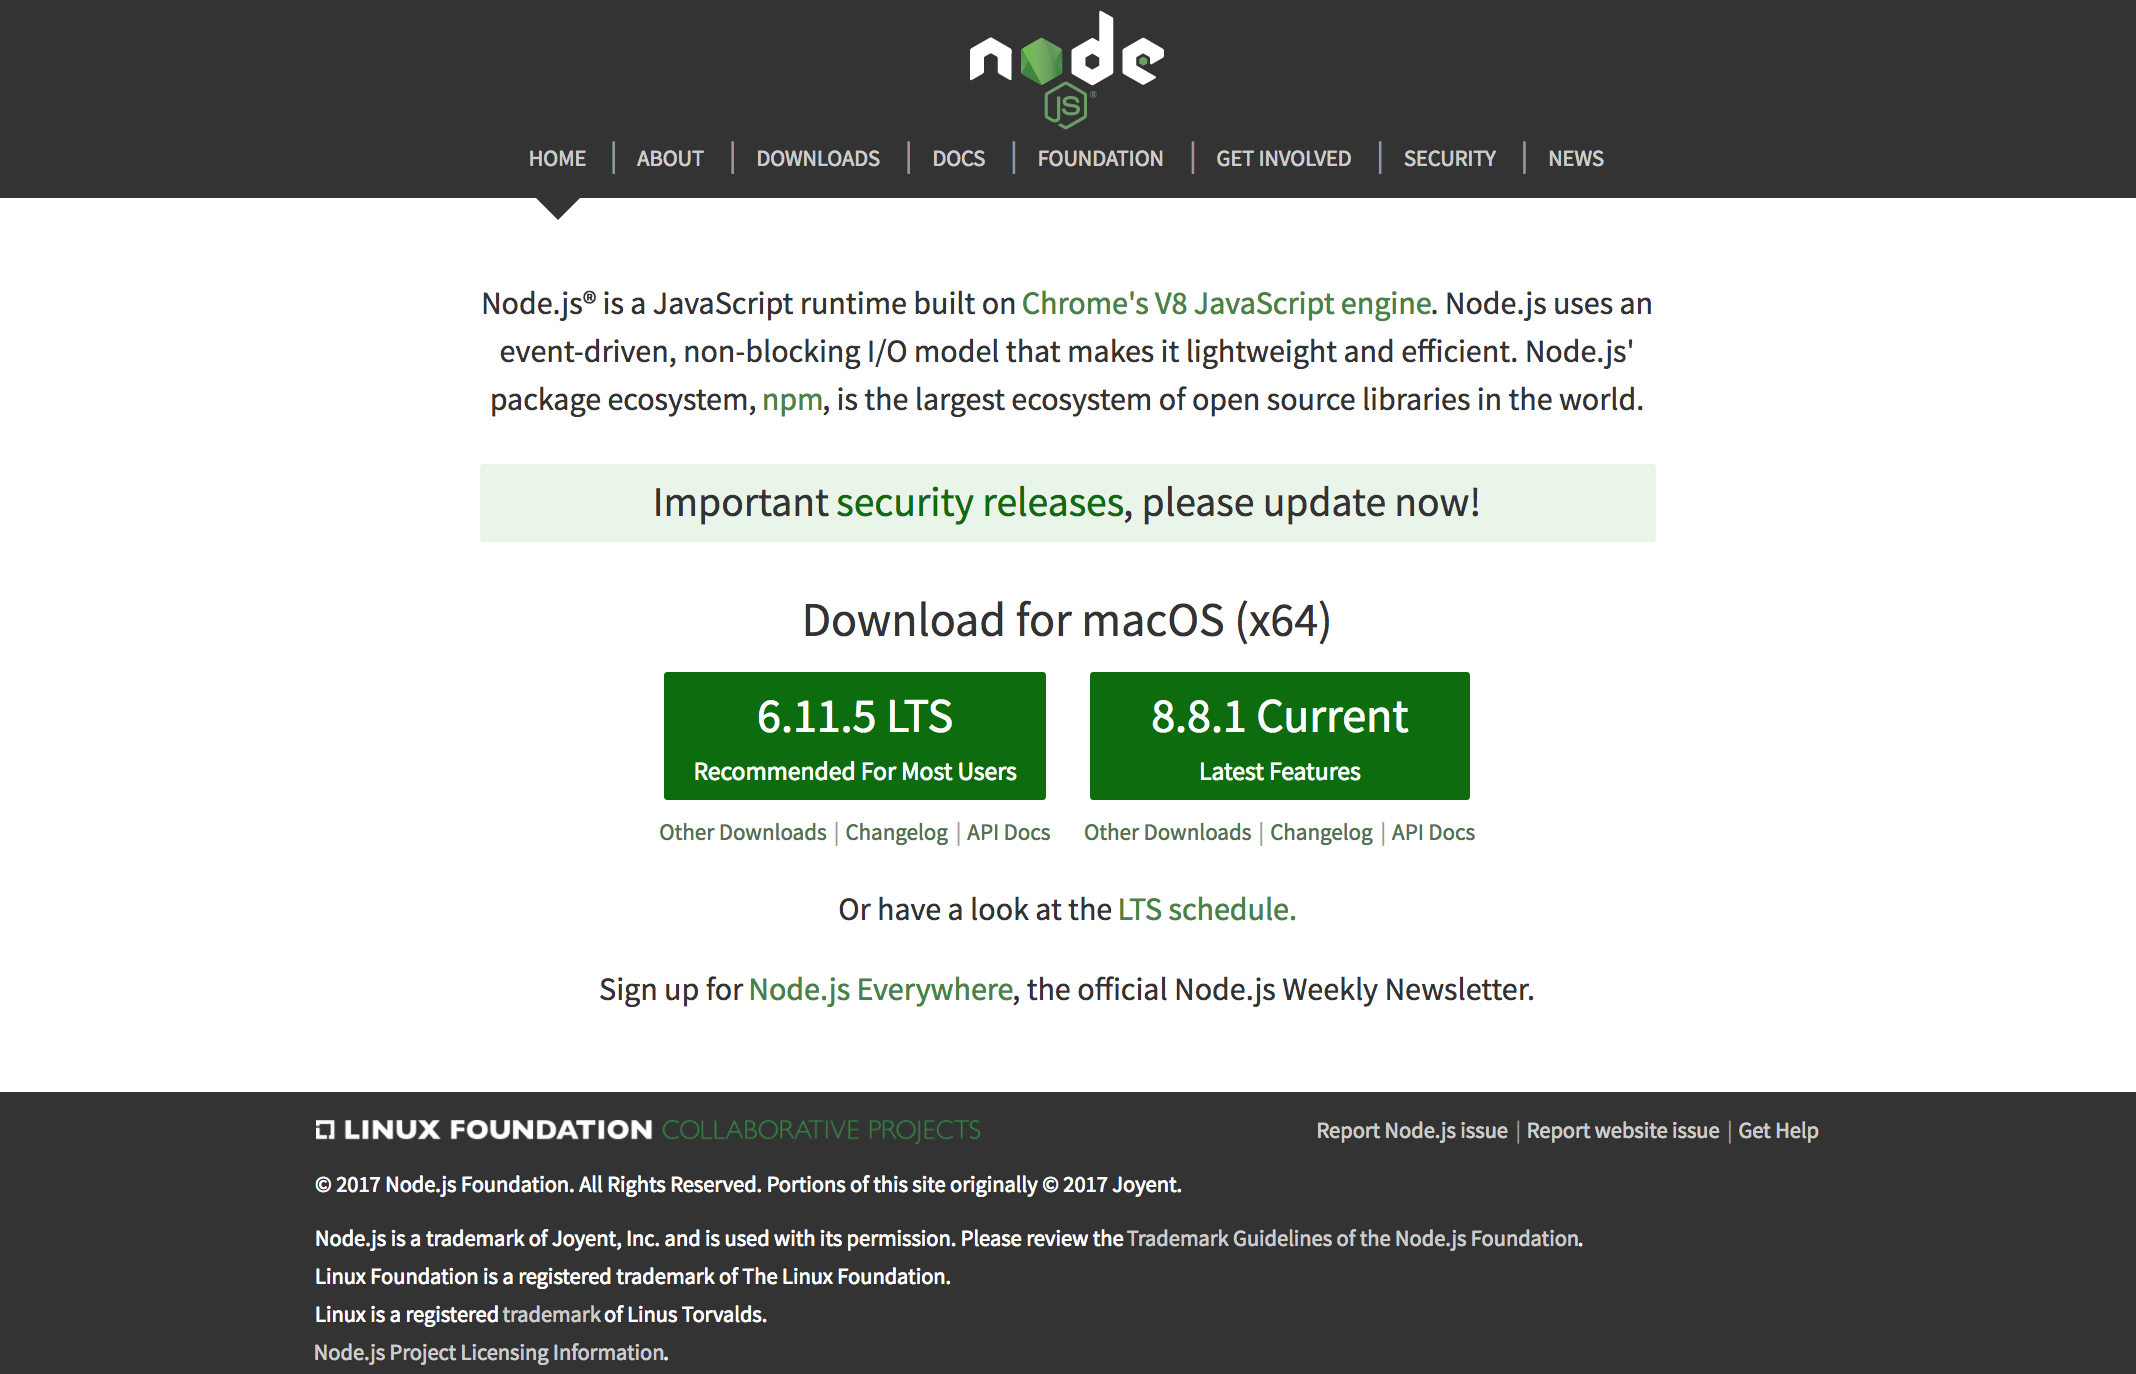 node
JS®
HOME | ABOUT | DOWNLOADS | DOCS | FOUNDATION | GET INVOLVED | SECURITY | NEWS
Node.js® is a JavaScript runtime built on Chrome's V8 JavaScript engine. Node.js uses an
event-driven, non-blocking I/O model that makes it lightweight and efficient. Node.js'
package ecosystem, npm, is the largest ecosystem of open source libraries in the world.
Important security releases, please update now!
Download for macOS (x64)
6.11.5 LTS
Recommended For Most Users
8.8.1 Current
Latest Features
Other Downloads | Changelog | API Docs
Other Downloads | Changelog | API Docs
Or have a look at the LTS schedule.
Sign up for Node.js Everywhere, the official Node.js Weekly Newsletter.
LINUX FOUNDATION COLLABORATIVE PROJECTS
Report Node.js issue | Report website issue | Get Help
© 2017 Node.js Foundation. All Rights Reserved. Portions of this site originally © 2017 Joyent.
Node.js is a trademark of Joyent, Inc. and is used with its permission. Please review the Trademark Guidelines of the Node.js Foundation.
Linux Foundation is a registered trademark of The Linux Foundation.
Linux is a registered trademark of Linus Torvalds.
Node.js Project Licensing Information.